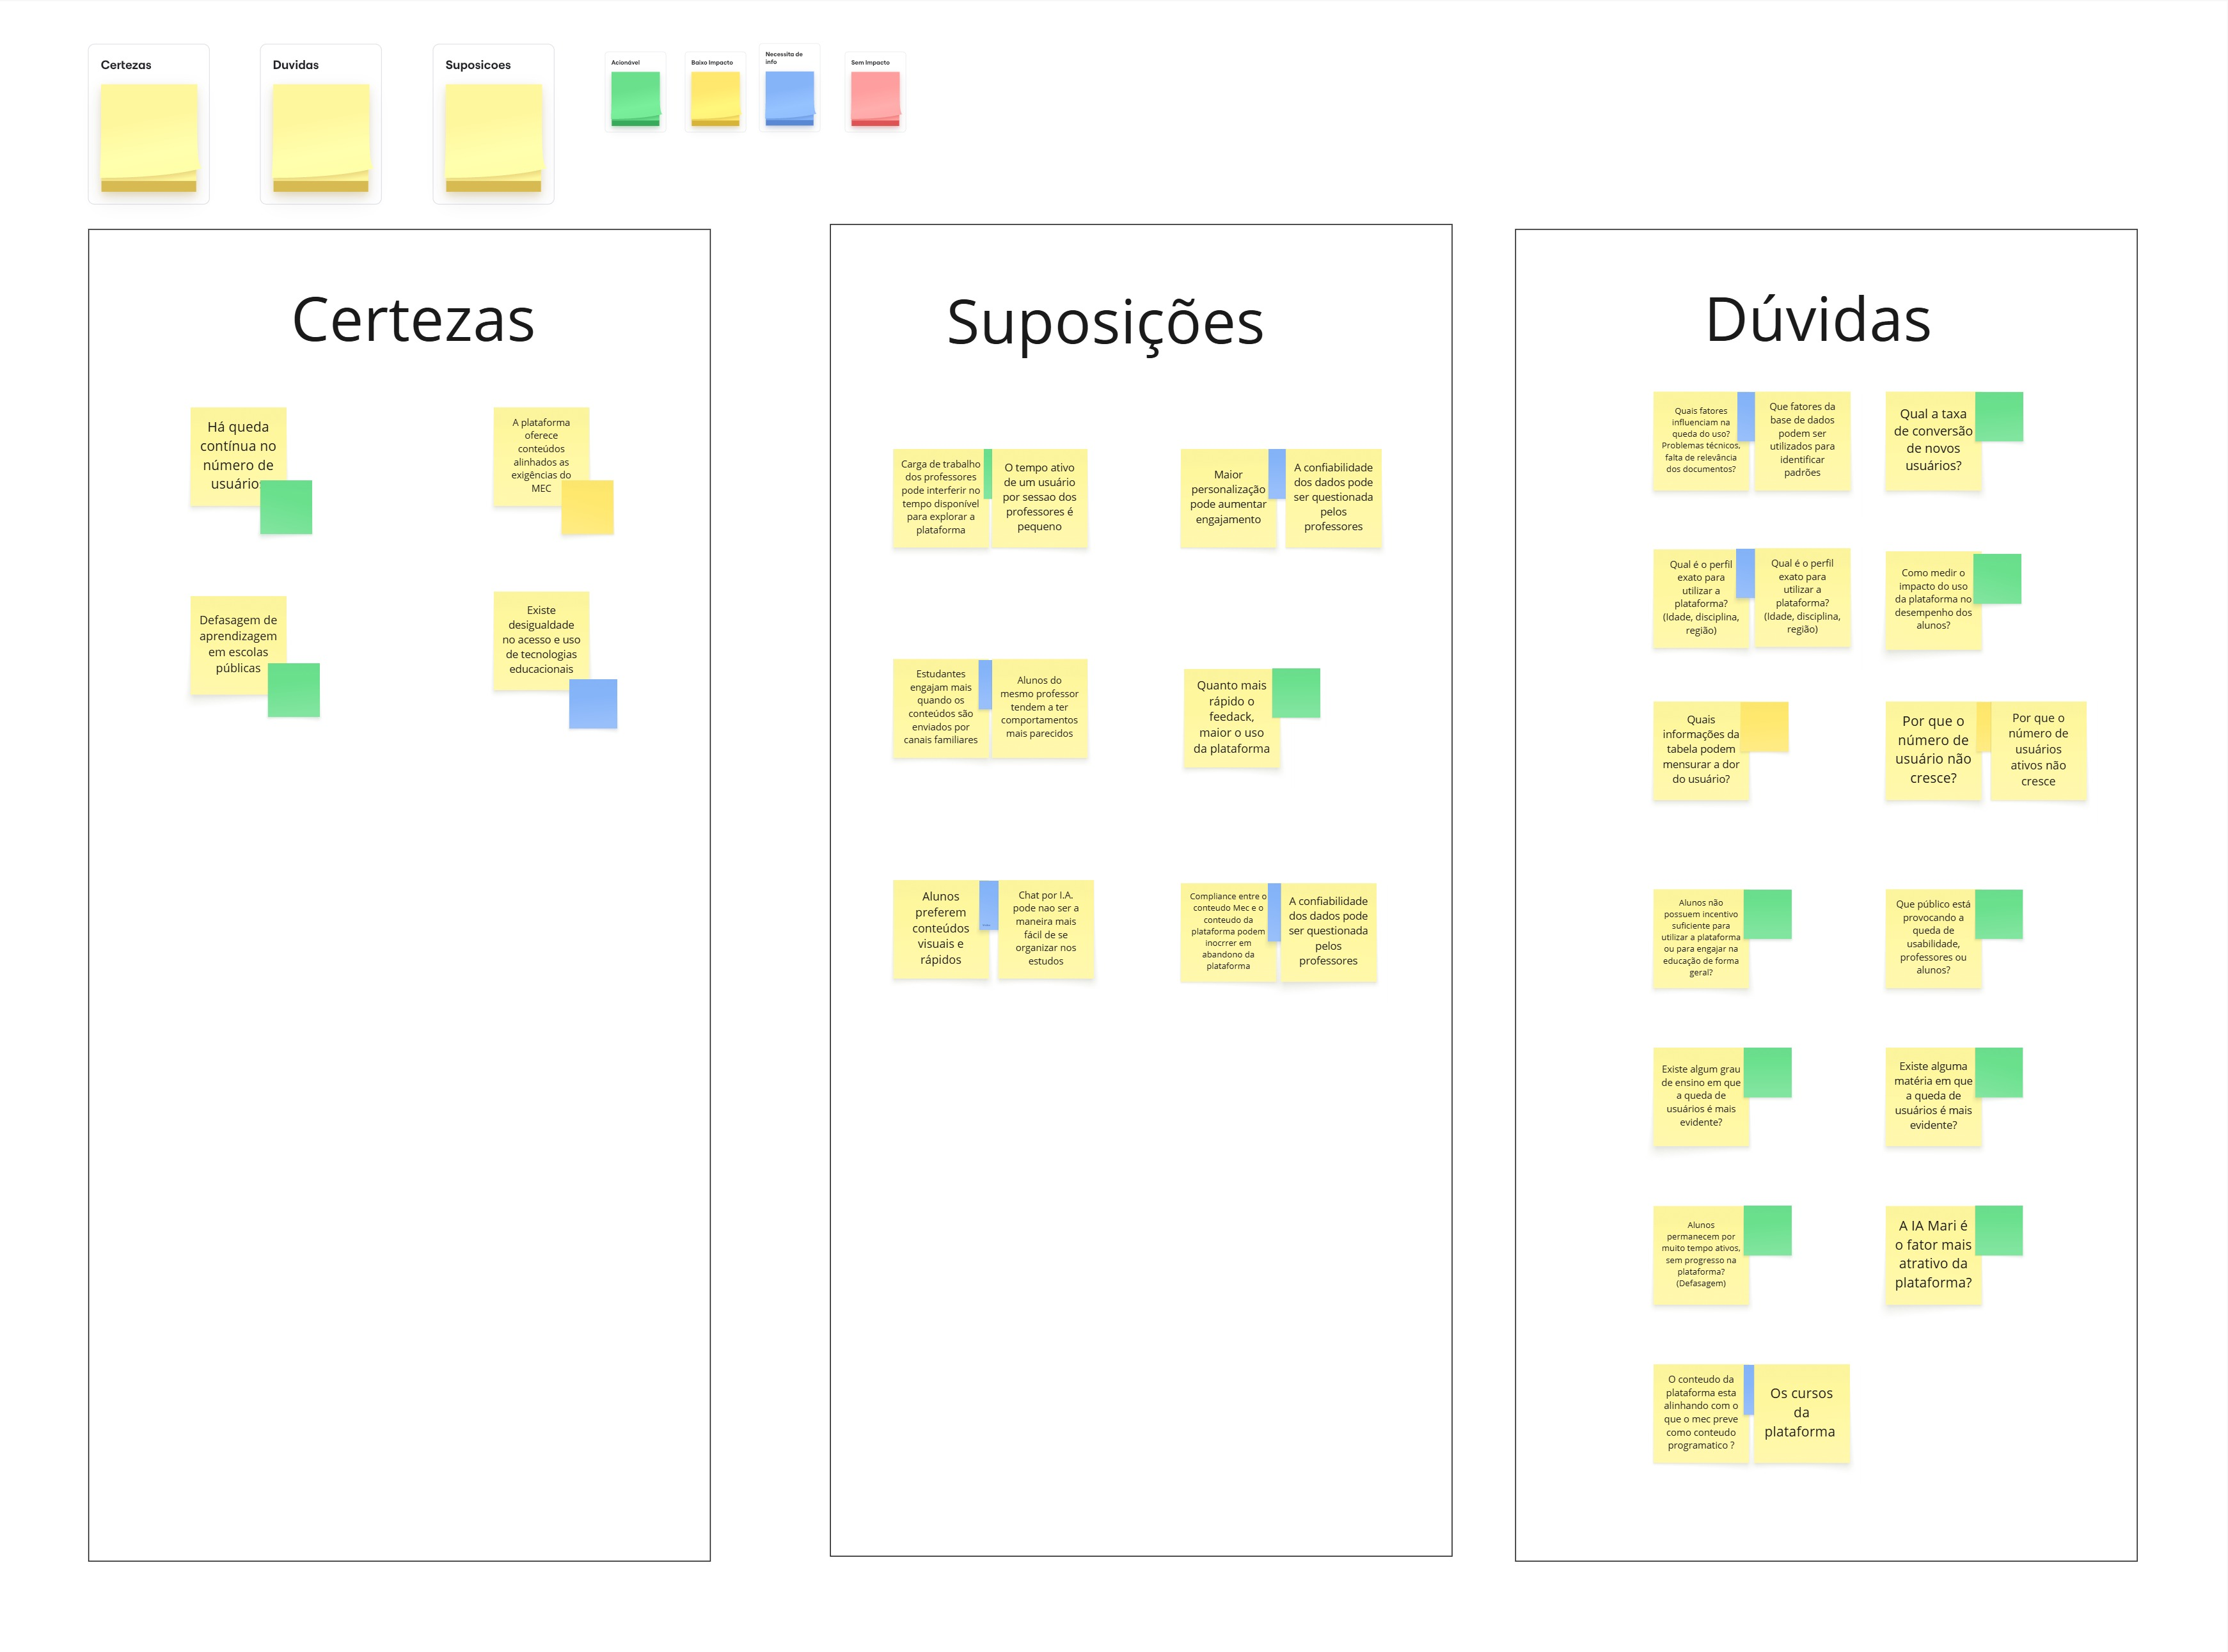 Certezas
Duvidas
Suposicoes
Acionável
Baixo Impacto
Necessita de
info
Sem Impacto
Certezas
Há queda
contínua no
número de
usuário
A plataforma
oferece
conteúdos
alinhados as
exigências do
MEC
Defasagem de
aprendizagem
em escolas
públicas
Existe
desigualdade
no acesso e uso
de tecnologias
educacionais
Suposições
Carga de trabalho
dos professores
pode interferir no
tempo disponível
para explorar a
plataforma
O tempo ativo
de um usuário
por sessao dos
professores é
pequeno
Maior
personalização
pode aumentar
engajamento
A confiabilidade
dos dados pode
ser questionada
pelos
professores
Estudantes
engajam mais
quando os
conteúdos são
enviados por
canais familiares
Alunos do
mesmo professor
tendem a ter
comportamentos
mais parecidos
Quanto mais
rápido o
feedack,
maior o uso
da plataforma
Alunos
preferem
conteúdos
visuais e
rápidos
Chat por I.A.
pode nao ser a
maneira mais
fácil de se
organizar nos
estudos
Compliance entre o
conteudo Mec e o
conteudo da
plataforma podem
inocrrer em
abandono da
plataforma
A confiabilidade
dos dados pode
ser questionada
pelos
professores
Dúvidas
Quais fatores
influenciam na
queda do uso?
Problemas técnicos,
falta de relevância
dos documentos?
Que fatores da
base de dados
podem ser
utilizados para
identificar
padrões
Qual a taxa
de conversão
de novos
usuários?
Qual é o perfil
exato para
utilizar a
plataforma?
(Idade, disciplina,
região)
Qual é o perfil
exato para
utilizar a
plataforma?
(Idade, disciplina,
região)
Como medir o
impacto do uso
da plataforma no
desempenho dos
alunos?
Quais
informações da
tabela podem
mensurar a dor
do usuário?
Por que o
número de
usuário não
cresce?
Por que o
número de
usuários
ativos não
cresce
Alunos não
possuem incentivo
suficiente para
utilizar a plataforma
ou para engajar na
educação de forma
geral?
Que público está
provocando a
queda de
usabilidade,
professores ou
alunos?
Existe algum grau
de ensino em que
a queda de
usuários é mais
evidente?
Existe alguma
matéria em que
a queda de
usuários é mais
evidente?
Alunos
permanecem por
muito tempo ativos,
sem progresso na
plataforma?
(Defasagem)
A IA Mari é
o fator mais
atrativo da
plataforma?
O conteudo da
plataforma esta
alinhando com o
que o mec preve
como conteudo
programatico ?
Os cursos
da
plataforma